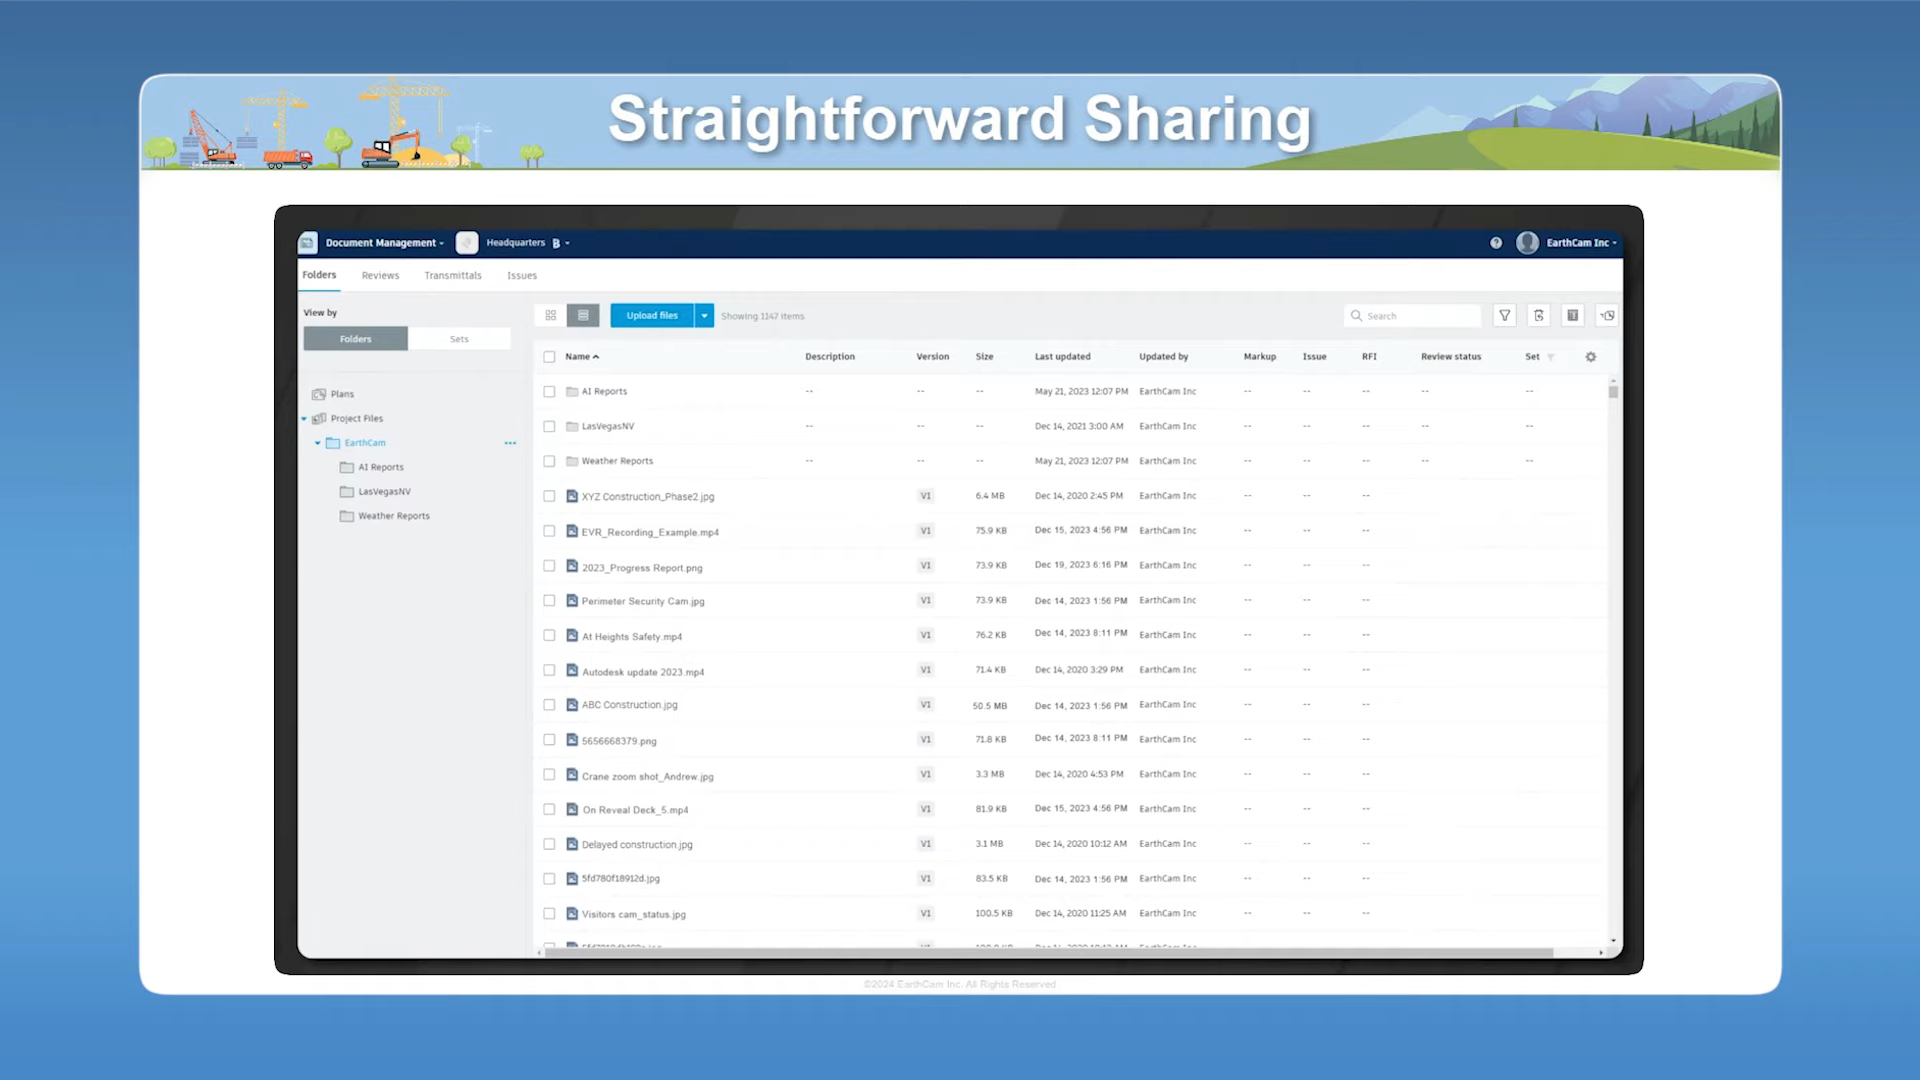 Straightforward Sharing
Document Management
Headquarters B
EarthCam Inc
Folders Reviews Transmittals Issues
View by
Folders Sets
Plans
Project Files
EarthCam
AI Reports
LasVegasNV
Weather Reports
Upload files Showing 1147 items Search
Name Description Version Size Last updated Updated by Markup Issue RFI Review status Set
AI Reports -- -- -- May 21, 2023 12:07 PM EarthCam Inc -- -- -- -- --
LasVegasNV -- -- -- Dec 14, 2021 3:00 AM EarthCam Inc -- -- -- -- --
Weather Reports -- -- -- May 21, 2023 12:07 PM EarthCam Inc -- -- -- -- --
XYZ Construction_Phase2.jpg V1 6.4 MB Dec 14, 2020 2:45 PM EarthCam Inc -- -- --
EVR_Recording_Example.mp4 V1 75.9 KB Dec 15, 2023 4:56 PM EarthCam Inc -- -- --
2023_Progress Report.png V1 73.9 KB Dec 19, 2023 6:16 PM EarthCam Inc -- -- --
Perimeter Security Cam.jpg V1 73.9 KB Dec 14, 2023 1:56 PM EarthCam Inc -- -- --
At Heights Safety.mp4 V1 76.2 KB Dec 14, 2023 8:11 PM EarthCam Inc -- -- --
Autodesk update 2023.mp4 V1 71.4 KB Dec 14, 2020 3:29 PM EarthCam Inc -- -- --
ABC Construction.jpg V1 50.5 MB Dec 14, 2023 1:56 PM EarthCam Inc -- -- --
5656668379.png V1 71.8 KB Dec 14, 2023 8:11 PM EarthCam Inc -- -- --
Crane zoom shot_Andrew.jpg V1 3.3 MB Dec 14, 2020 4:53 PM EarthCam Inc -- -- --
On Reveal Deck_5.mp4 V1 81.9 KB Dec 15, 2023 4:56 PM EarthCam Inc -- -- --
Delayed construction.jpg V1 3.1 MB Dec 14, 2020 10:12 AM EarthCam Inc -- -- --
5fd780f18912d.jpg V1 83.5 KB Dec 14, 2023 1:56 PM EarthCam Inc -- -- --
Visitors cam_status.jpg V1 100.5 KB Dec 14, 2020 11:25 AM EarthCam Inc -- -- --
©2024 EarthCam Inc. All Rights Reserved